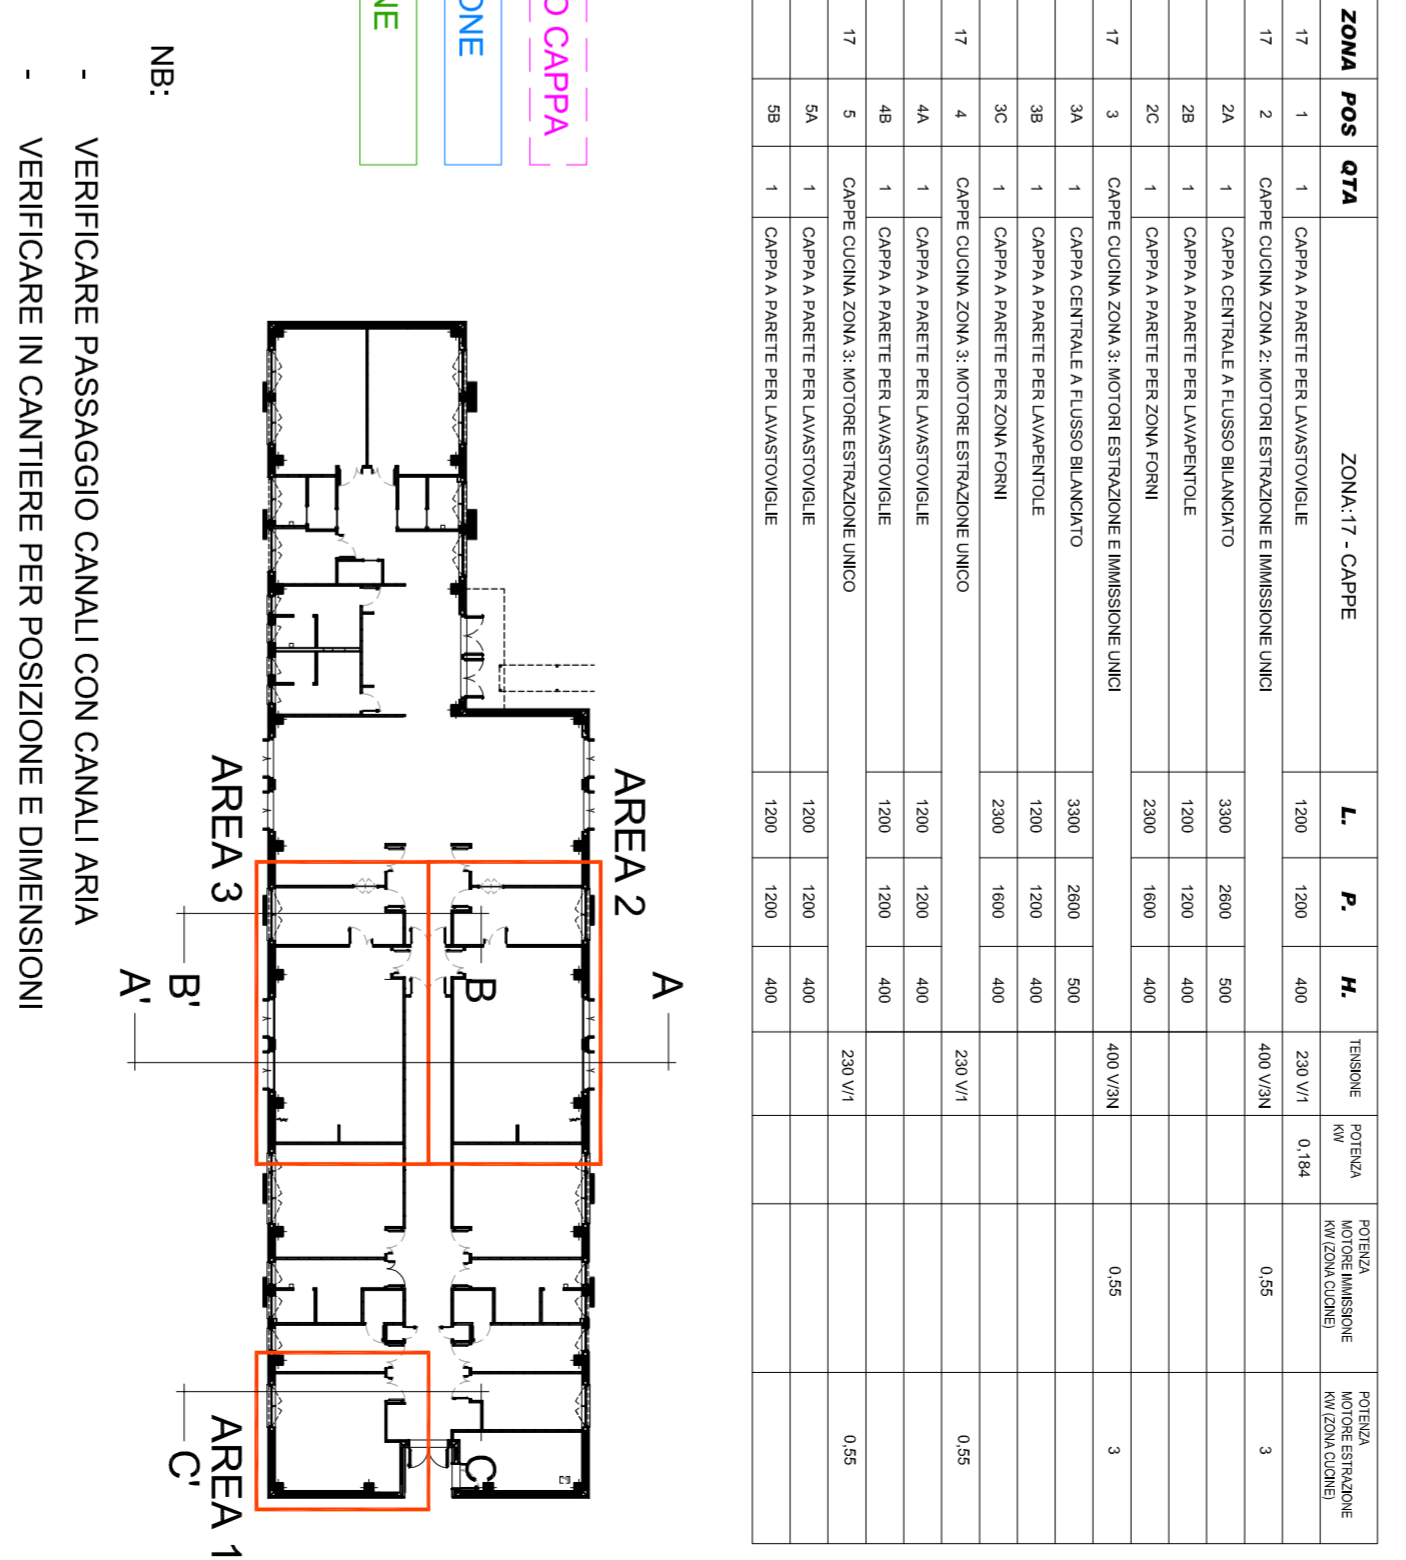 ZONA POS QTA ZONA:17 - CAPPE L. P. H. TENSIONE POTENZA KW POTENZA MOTORE IMMISSIONE KW (ZONA CUCINE) POTENZA MOTORE ESTRAZIONE KW (ZONA CUCINE)
17 1 1 CAPPA A PARETE PER LAVASTOVIGLIE 1200 1200 400 230 V/1 0,184
17 2 CAPPE CUCINA ZONA 2: MOTORI ESTRAZIONE E IMMISSIONE UNICI 400 V/3N 0,55 3
2A 1 CAPPA CENTRALE A FLUSSO BILANCIATO 3300 2600 500
2B 1 CAPPA A PARETE PER LAVAPENTOLE 1200 1200 400
2C 1 CAPPA A PARETE PER ZONA FORNI 2300 1600 400
17 3 CAPPE CUCINA ZONA 3: MOTORI ESTRAZIONE E IMMISSIONE UNICI 400 V/3N 0,55 3
3A 1 CAPPA CENTRALE A FLUSSO BILANCIATO 3300 2600 500
3B 1 CAPPA A PARETE PER LAVAPENTOLE 1200 1200 400
3C 1 CAPPA A PARETE PER ZONA FORNI 2300 1600 400
17 4 CAPPE CUCINA ZONA 3: MOTORE ESTRAZIONE UNICO 230 V/1 0,55
4A 1 CAPPA A PARETE PER LAVASTOVIGLIE 1200 1200 400
4B 1 CAPPA A PARETE PER LAVASTOVIGLIE 1200 1200 400
17 5 CAPPE CUCINA ZONA 3: MOTORE ESTRAZIONE UNICO 230 V/1 0,55
5A 1 CAPPA A PARETE PER LAVASTOVIGLIE 1200 1200 400
5B 1 CAPPA A PARETE PER LAVASTOVIGLIE 1200 1200 400
O CAPPA
ONE
NE
A
AREA 2
B
C
AREA 3
AREA 1
B'
C'
A'
NB:
- VERIFICARE PASSAGGIO CANALI CON CANALI ARIA
- VERIFICARE IN CANTIERE PER POSIZIONE E DIMENSIONI